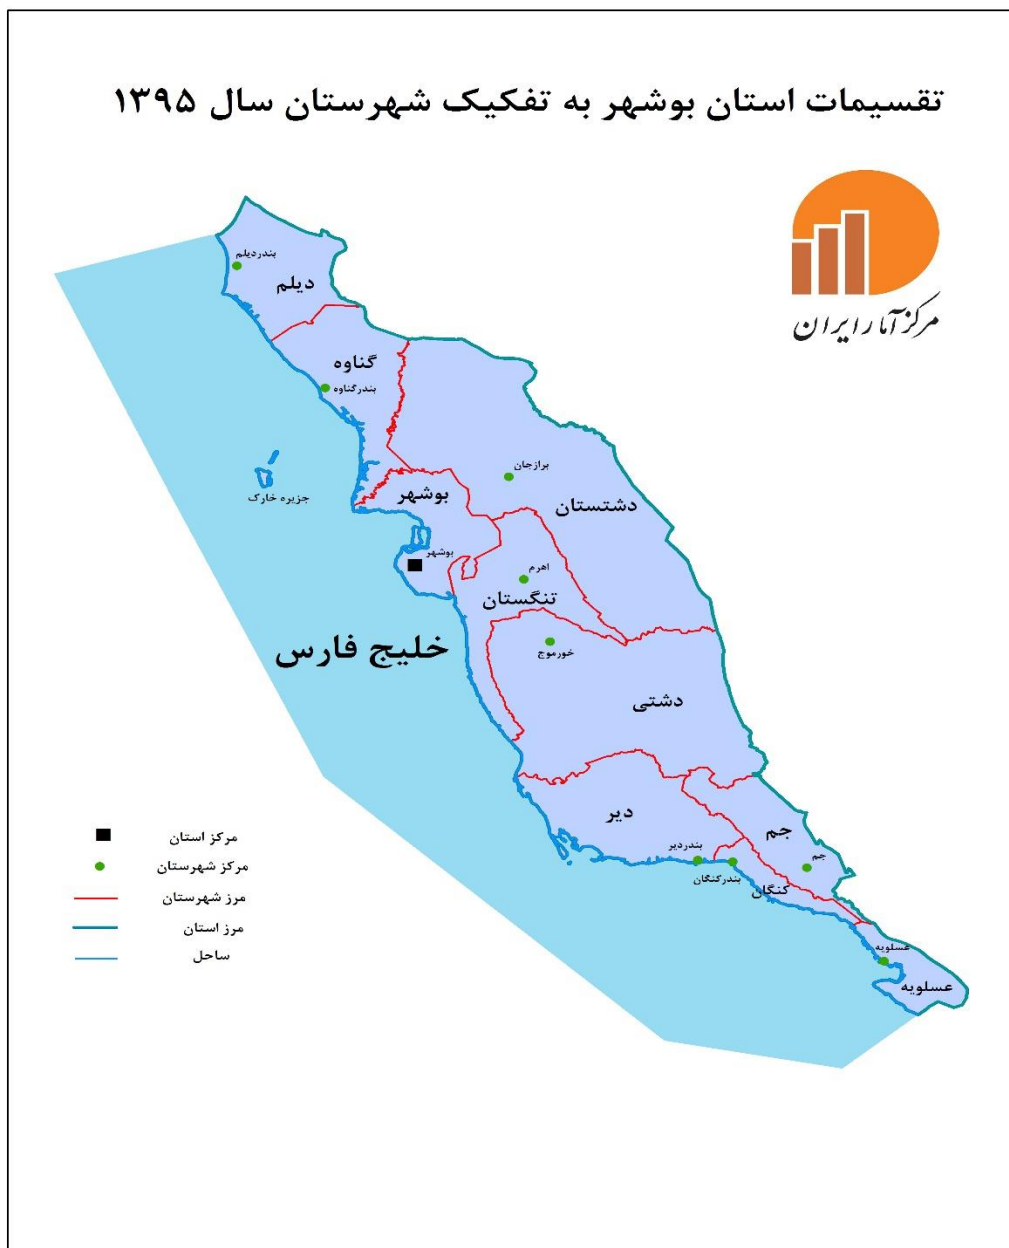 تقسیمات استان بوشهر به تفکیک شهرستان سال ۱۳۹۵
مرکز آمار ایران
بندردیلم
دیلم
گناوه
بندرگناوه
برازجان
جزیره خارک
بوشهر
دشتستان
بوشهر
اهرم
تنگستان
خلیج فارس
خورموج
دشتی
دیر
جم
بندردیر
جم
بندرکنگان
کنگان
عسلویه
عسلویه
مرکز استان
مرکز شهرستان
مرز شهرستان
مرز استان
ساحل